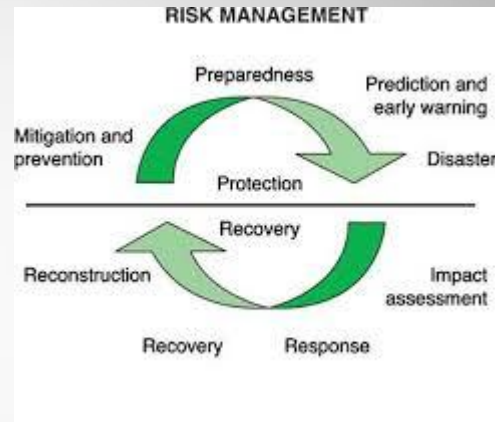 RISK MANAGEMENT
Preparedness
Prediction and
early warning
Mitigation and
prevention
Disaster
Protection
Recovery
Reconstruction
Impact
assessment
Recovery
Response